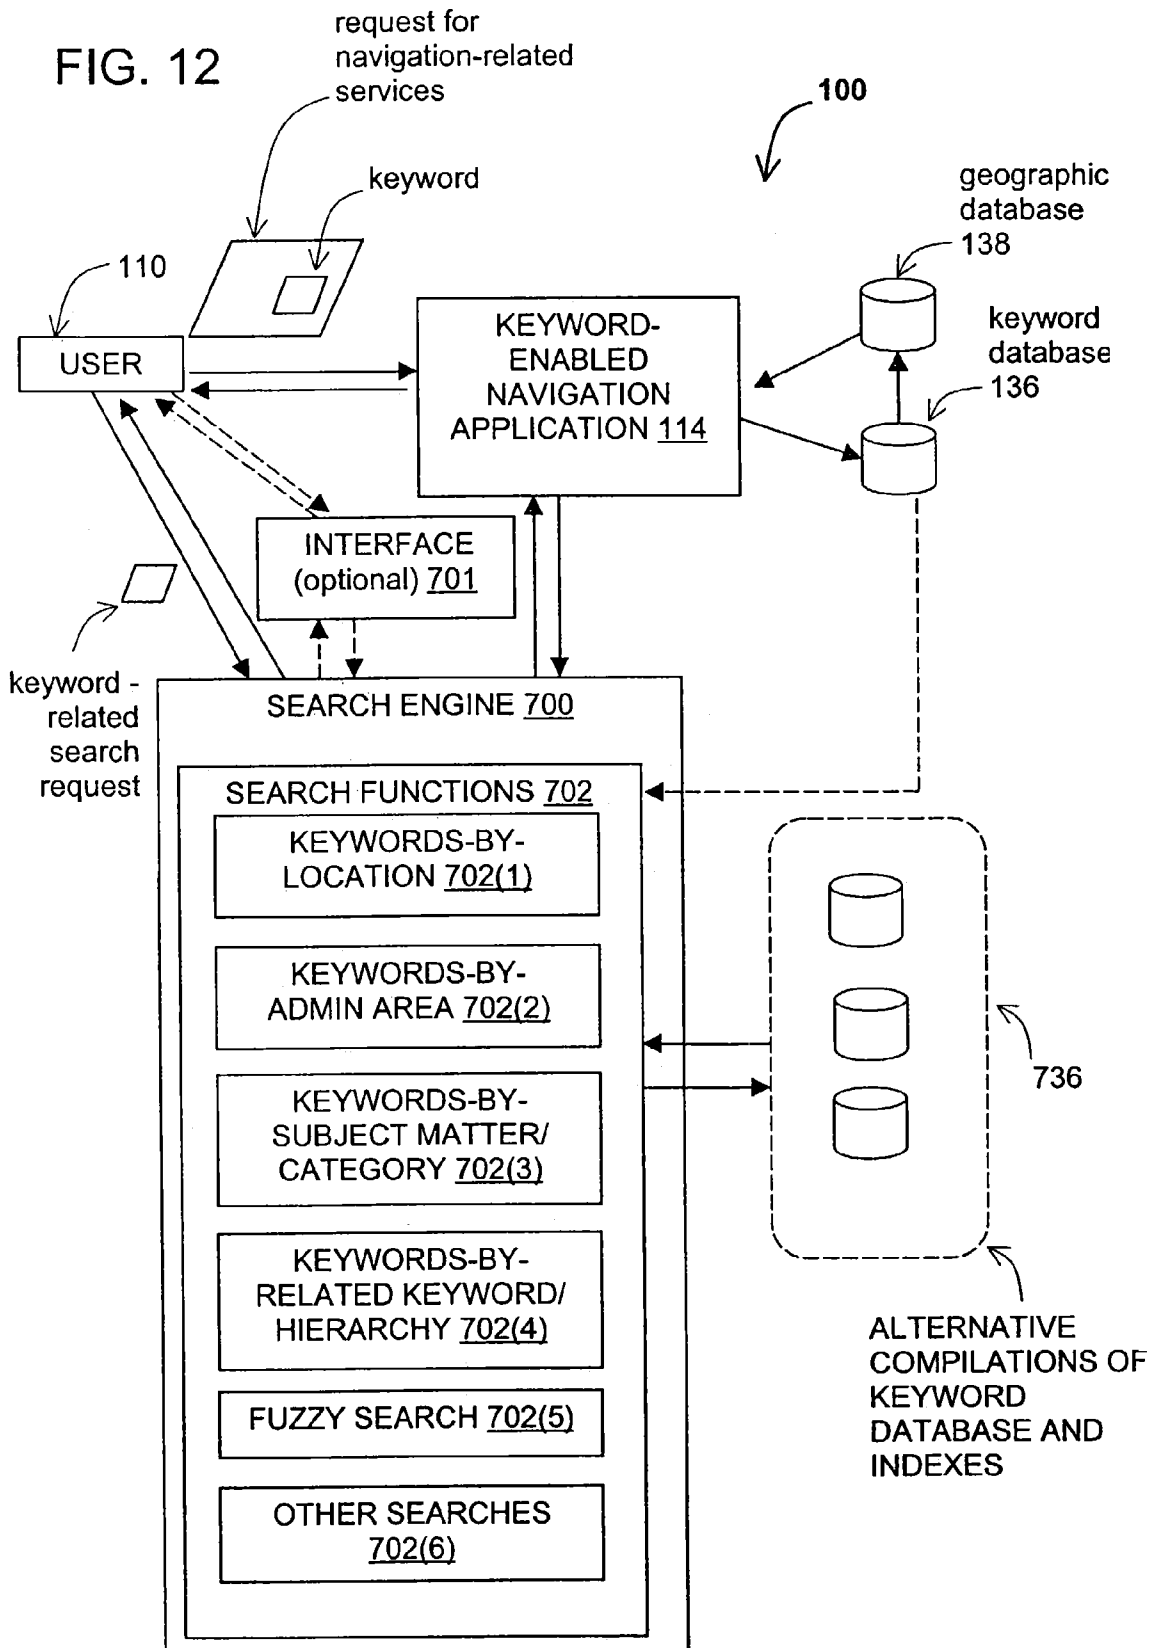 FIG. 12
request for
navigation-related
services
100
keyword
geographic
database
138
110
keyword
database
136
USER
KEYWORD-
ENABLED
NAVIGATION
APPLICATION 114
INTERFACE
(optional) 701
keyword -
related
search
request
SEARCH ENGINE 700
SEARCH FUNCTIONS 702
KEYWORDS-BY-
LOCATION 702(1)
KEYWORDS-BY-
ADMIN AREA 702(2)
KEYWORDS-BY-
SUBJECT MATTER/
CATEGORY 702(3)
KEYWORDS-BY-
RELATED KEYWORD/
HIERARCHY 702(4)
FUZZY SEARCH 702(5)
OTHER SEARCHES
702(6)
736
ALTERNATIVE
COMPILATIONS OF
KEYWORD
DATABASE AND
INDEXES